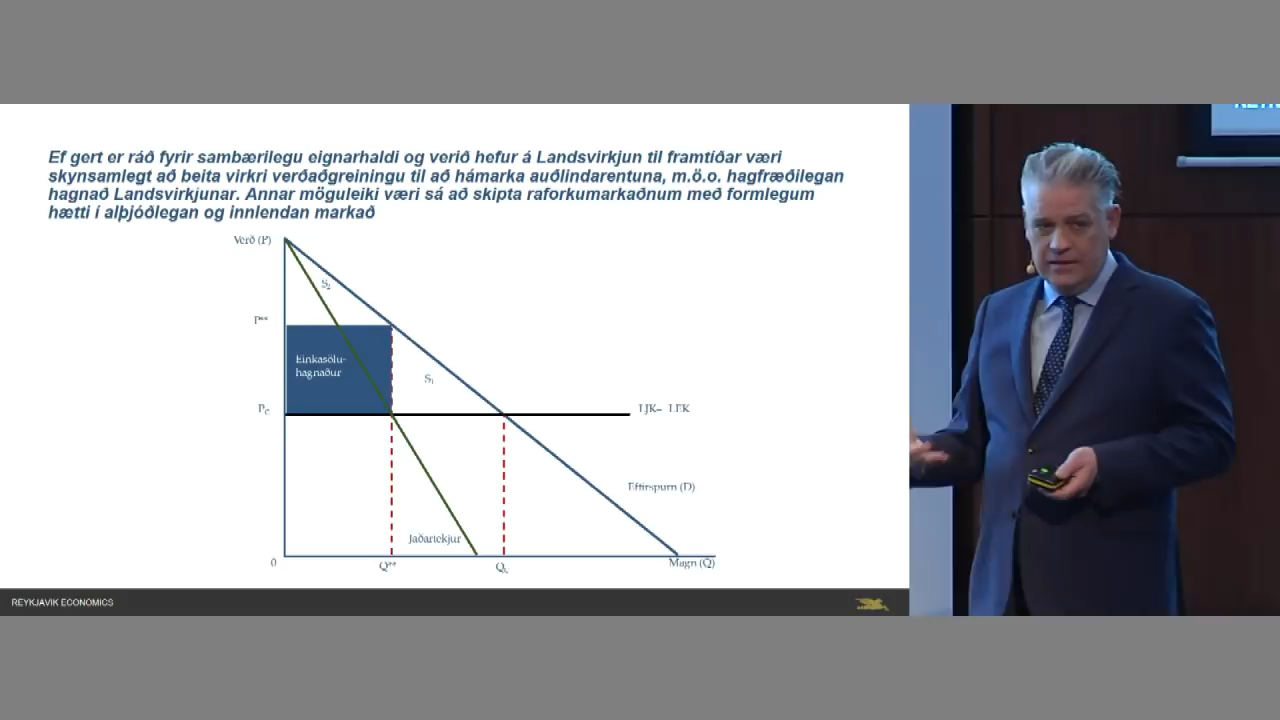 Ef gert er ráð fyrir sambærilegu eignarhaldi og verið hefur á Landsvirkjun til framtíðar væri
skynsamlegt að beita virkri verðaðgreiningu til að hámarka auðlindarentuna, m.ö.o. hagfræðilegan
hagnað Landsvirkjunar. Annar möguleiki væri sá að skipta raforkumarkaðnum með formlegum
hætti í alþjóðlegan og innlendan markað
Verð (P)
S₂
P**
Einkasölu-
hagnaður
S₁
P꜀
LJK= LEK
Eftirspurn (D)
Jaðartekjur
0
Q**
Q꜀
Magn (Q)
REYKJAVIK ECONOMICS